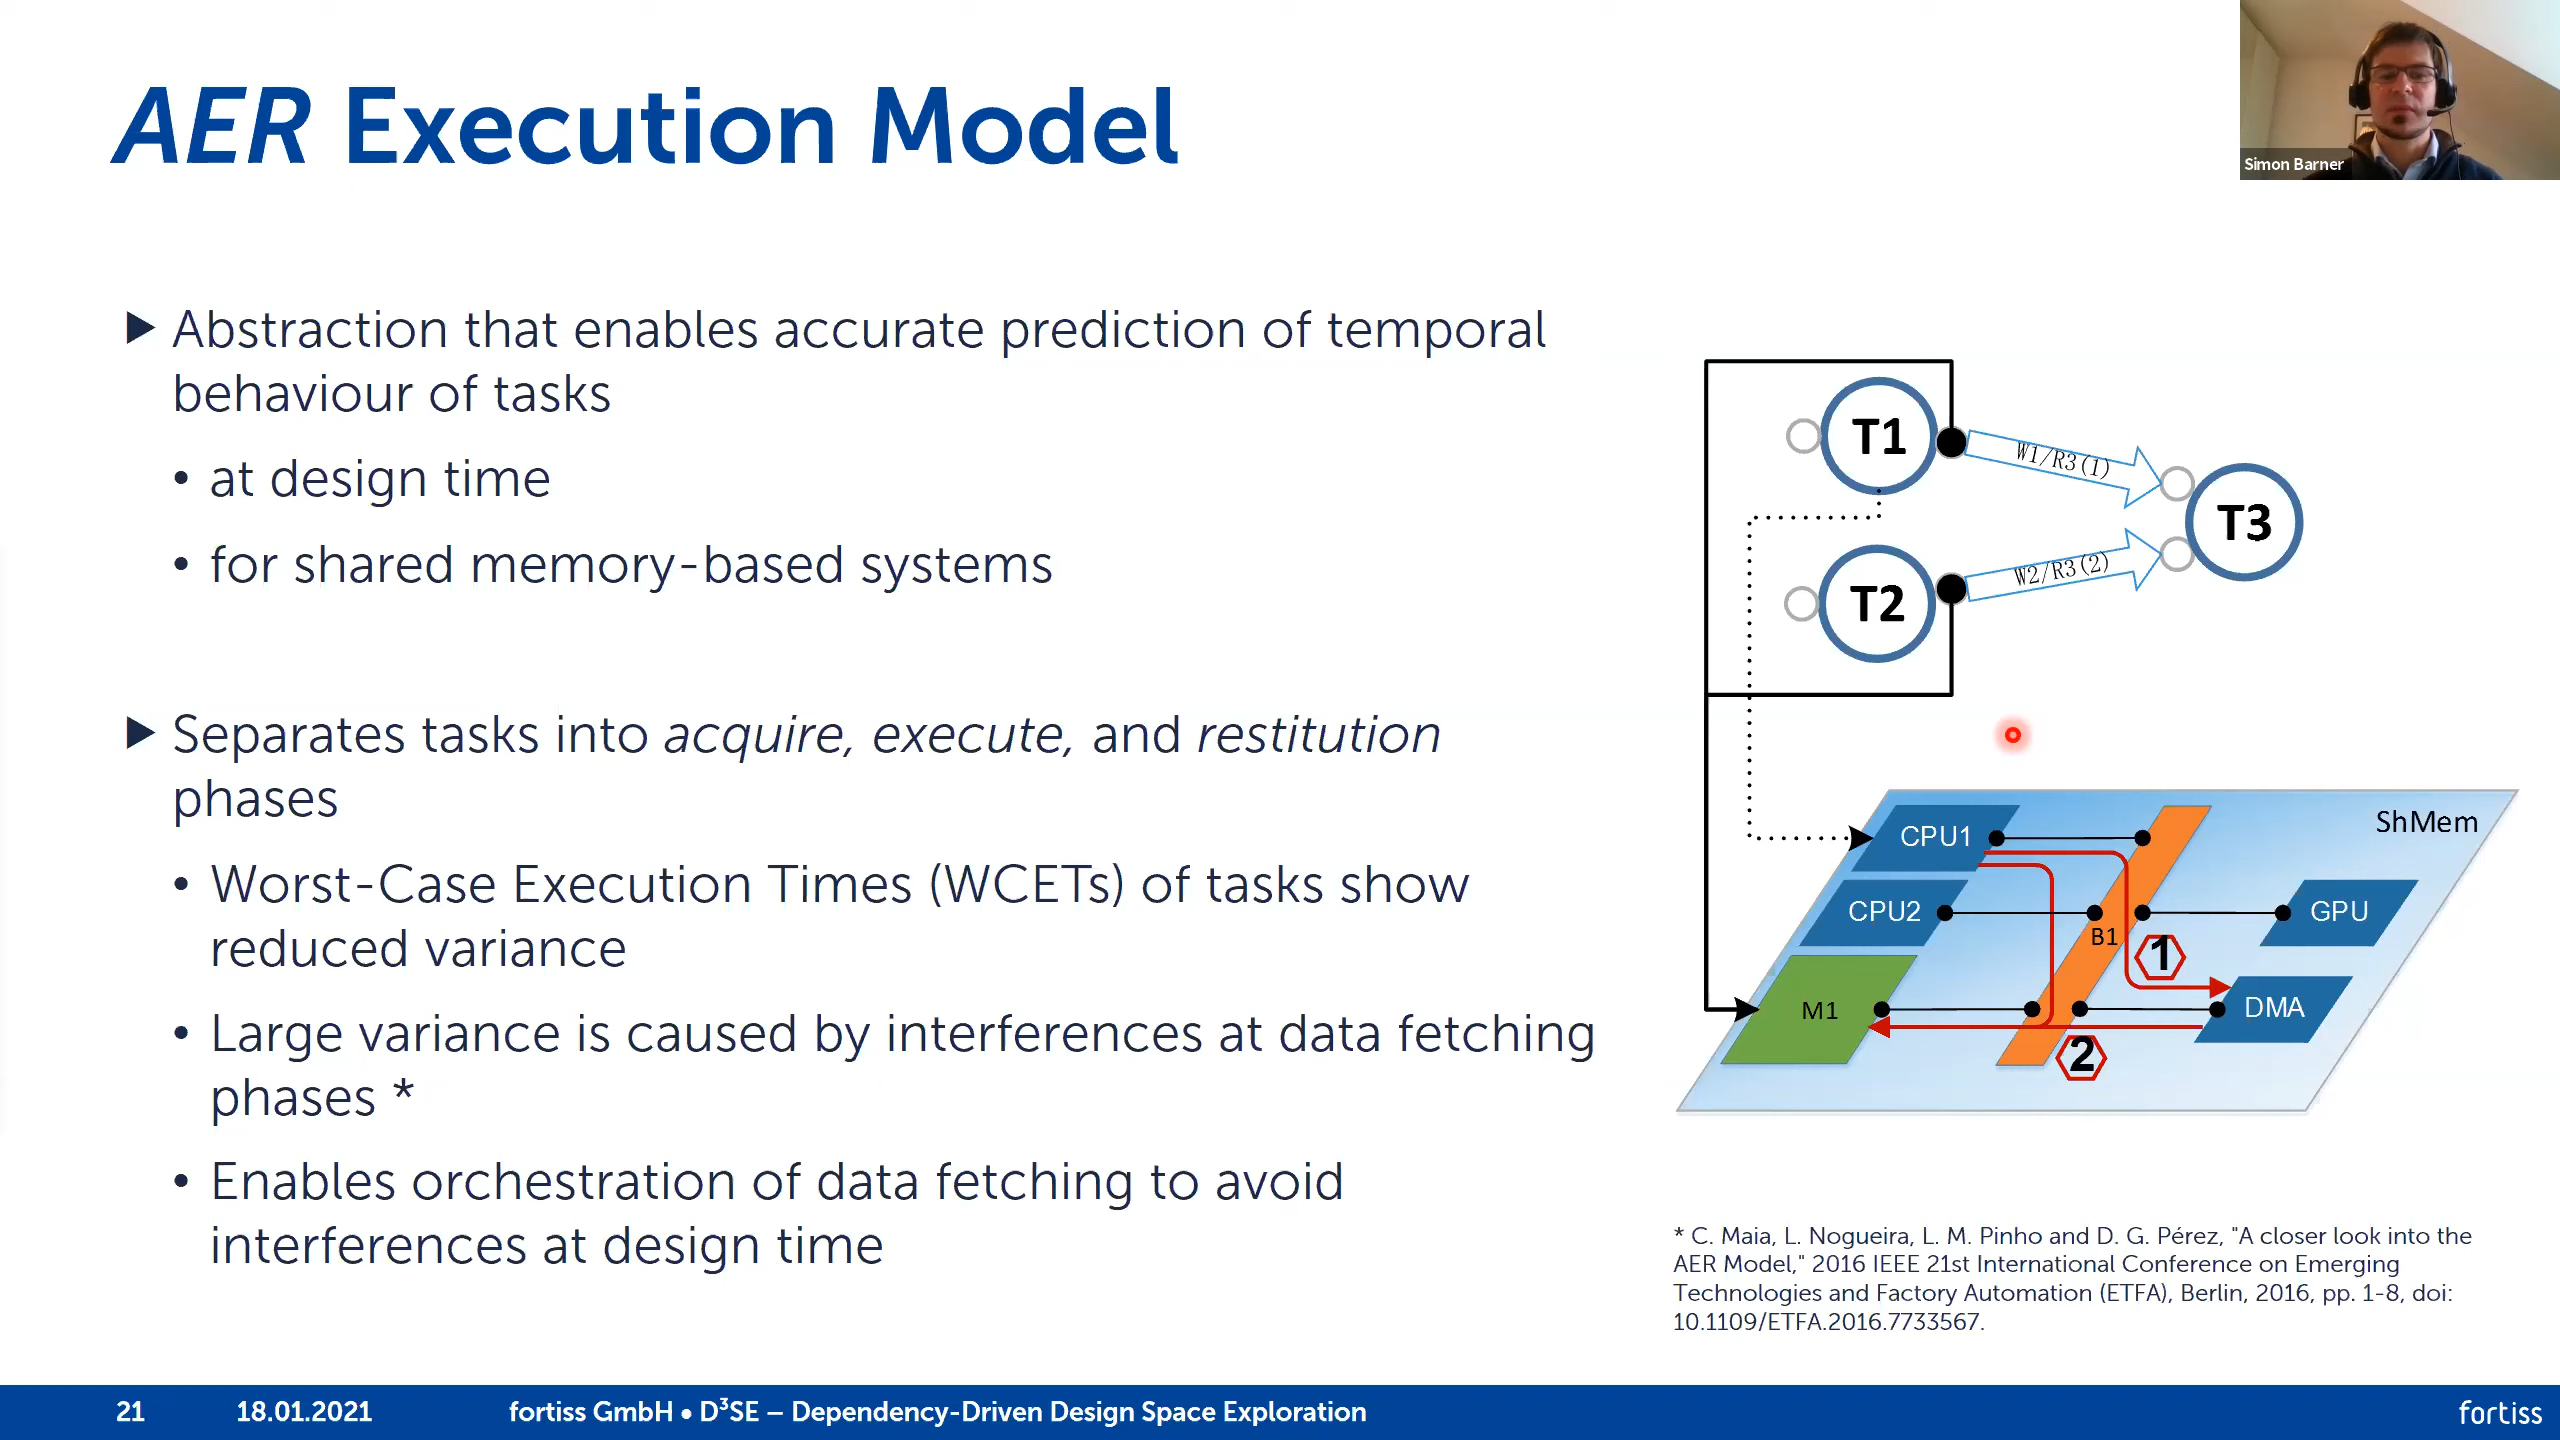 AER Execution Model
Simon Barner
Abstraction that enables accurate prediction of temporal
behaviour of tasks
• at design time
• for shared memory-based systems
Separates tasks into acquire, execute, and restitution
phases
• Worst-Case Execution Times (WCETs) of tasks show
reduced variance
• Large variance is caused by interferences at data fetching
phases *
• Enables orchestration of data fetching to avoid
interferences at design time
T1
W1/R3(1)
T3
T2
W2/R3(2)
ShMem
CPU1
CPU2
GPU
B1
1
M1
DMA
2
* C. Maia, L. Nogueira, L. M. Pinho and D. G. Pérez, "A closer look into the
AER Model," 2016 IEEE 21st International Conference on Emerging
Technologies and Factory Automation (ETFA), Berlin, 2016, pp. 1-8, doi:
10.1109/ETFA.2016.7733567.
21 18.01.2021 fortiss GmbH • D³SE – Dependency-Driven Design Space Exploration fortiss